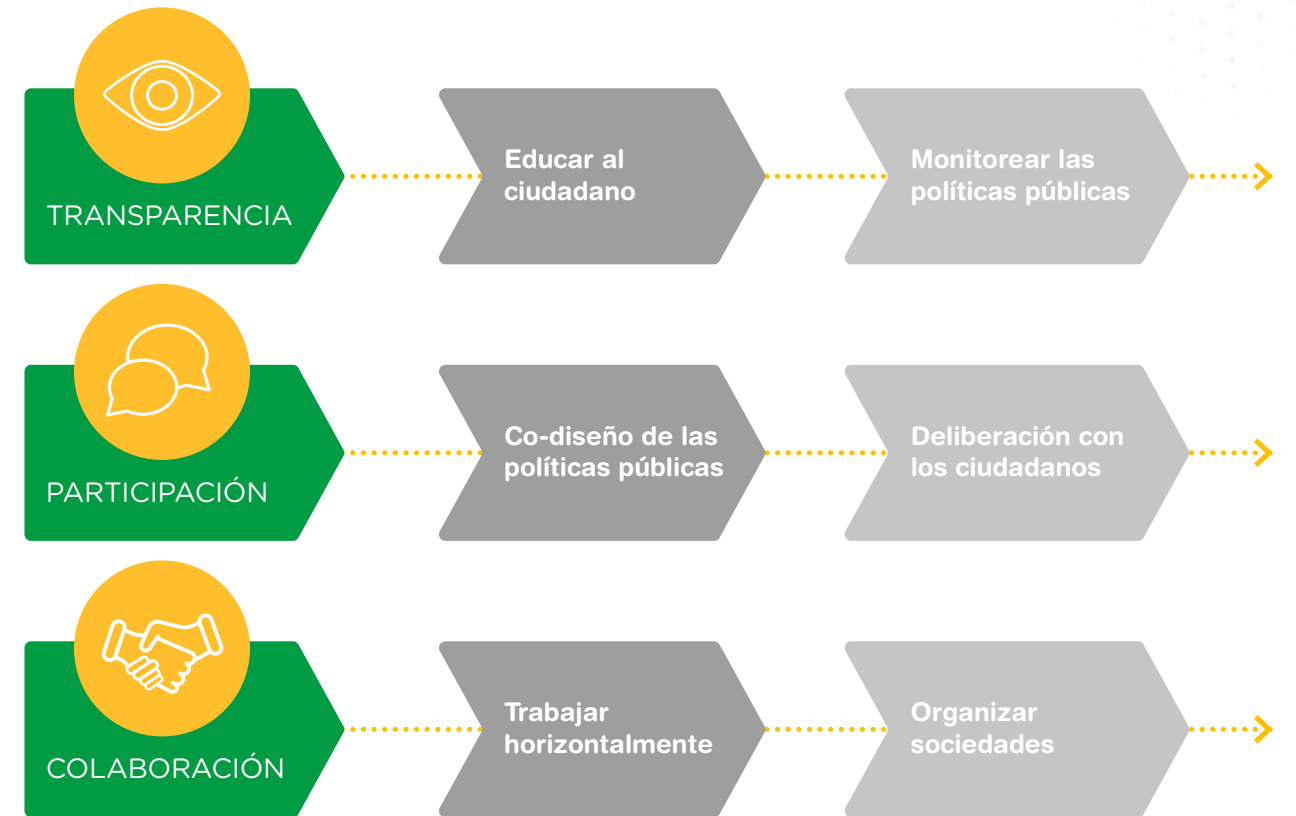 TRANSPARENCIA
Educar al
ciudadano
Monitorear las
políticas públicas
PARTICIPACIÓN
Co-diseño de las
políticas públicas
Deliberación con
los ciudadanos
COLABORACIÓN
Trabajar
horizontalmente
Organizar
sociedades